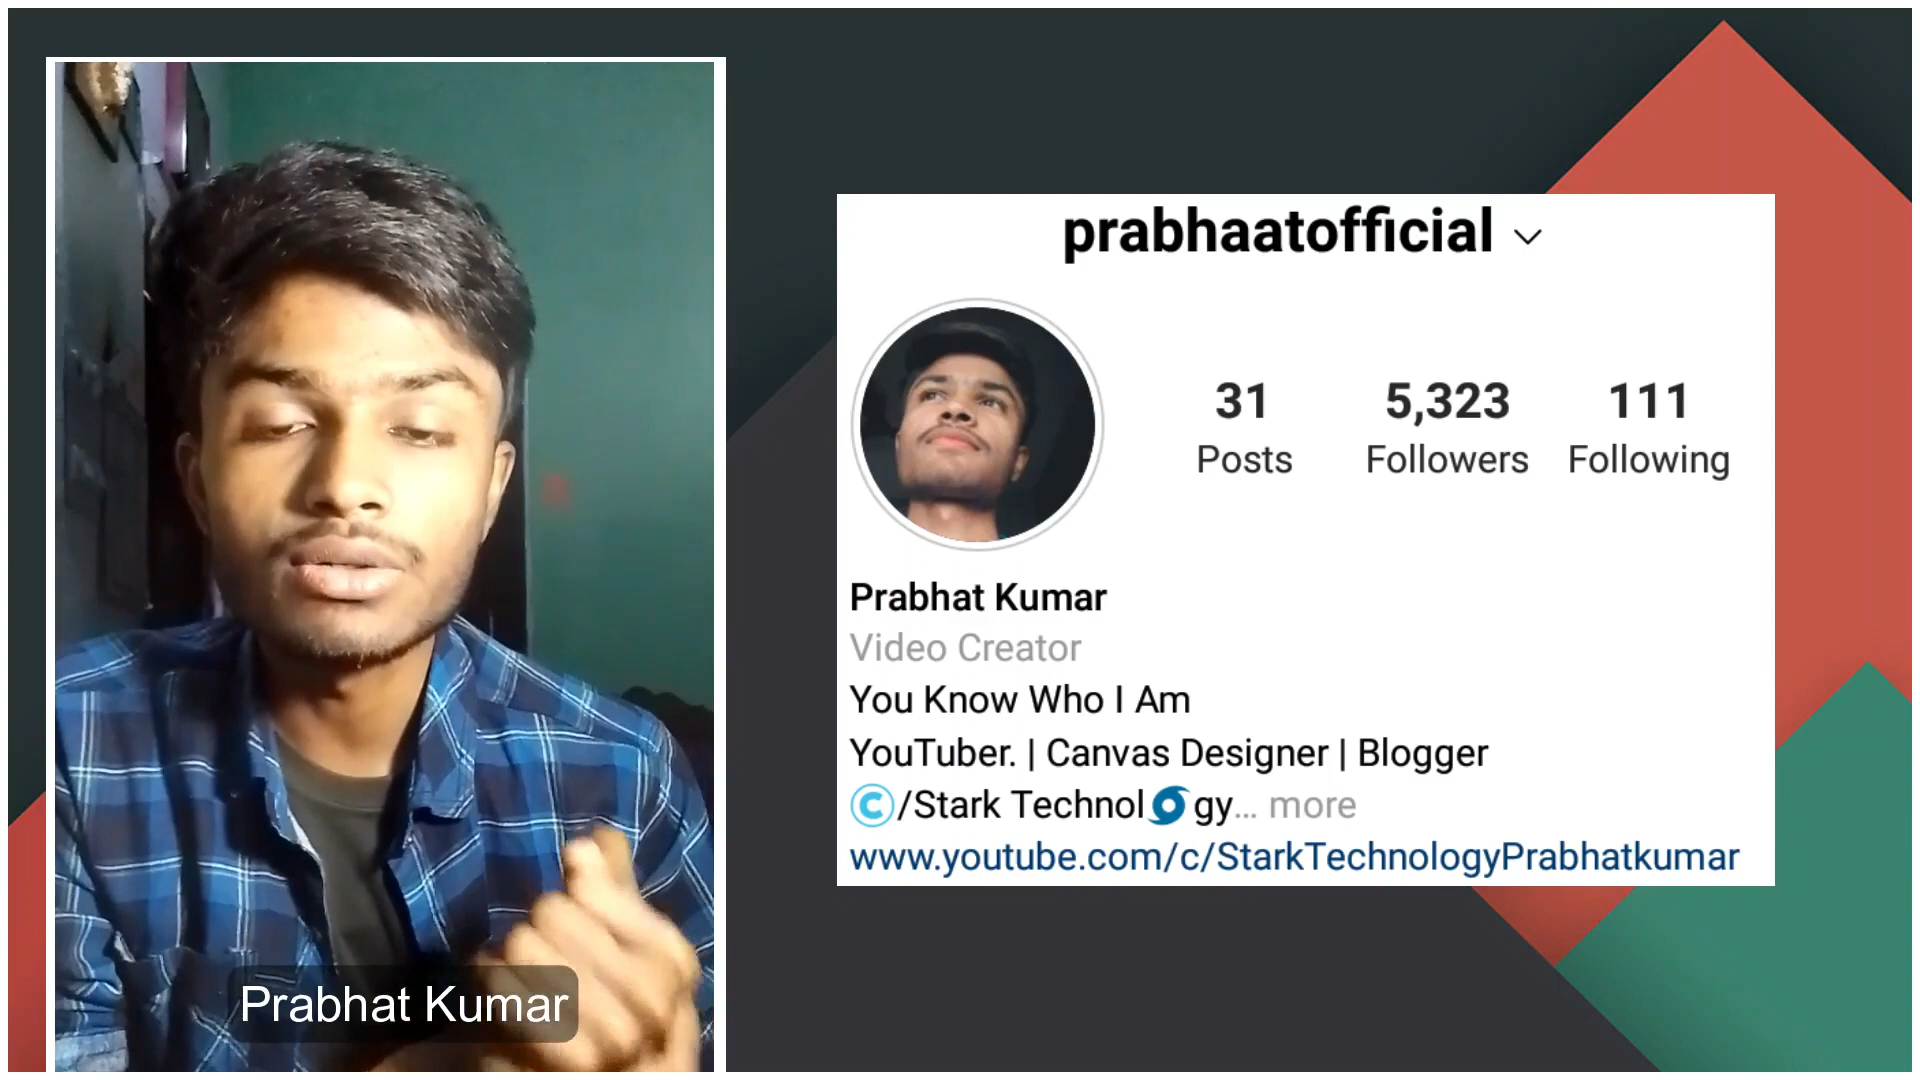 Prabhat Kumar
prabhaatofficial
31 5,323 111
Posts Followers Following
Prabhat Kumar
Video Creator
You Know Who I Am
YouTuber. | Canvas Designer | Blogger
©/Stark Technol🌀gy... more
www.youtube.com/c/StarkTechnologyPrabhatkumar